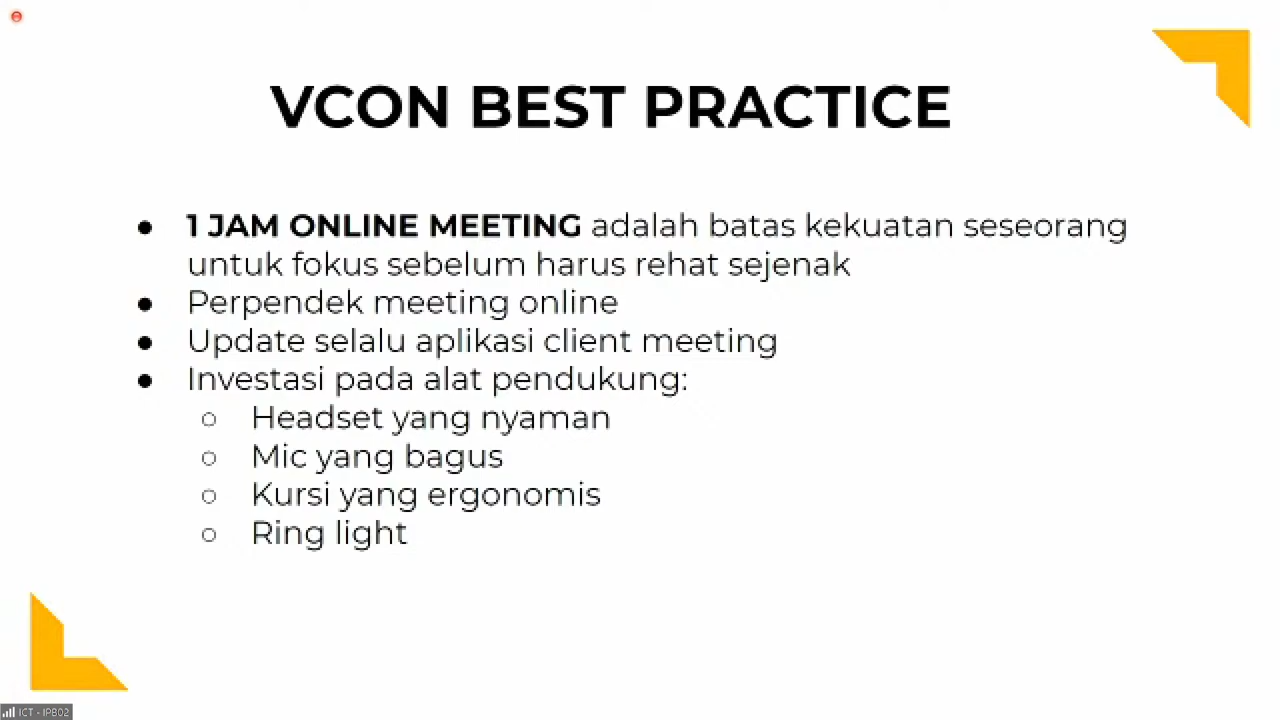 VCON BEST PRACTICE
● 1 JAM ONLINE MEETING adalah batas kekuatan seseorang
untuk fokus sebelum harus rehat sejenak
● Perpendek meeting online
● Update selalu aplikasi client meeting
● Investasi pada alat pendukung:
○ Headset yang nyaman
○ Mic yang bagus
○ Kursi yang ergonomis
○ Ring light
ICT - IPB02